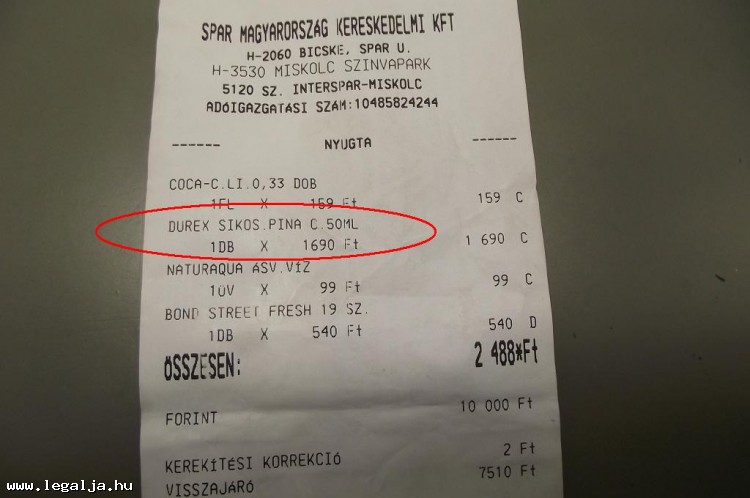 SPAR MAGYARORSZÁG KERESKEDELMI KFT
H-2060 BICSKE, SPAR U.
H-3530 MISKOLC SZINVAPARK
5120 SZ. INTERSPAR-MISKOLC
ADÓIGAZGATÁSI SZÁM:10485824244
------ NYUGTA ------
COCA-C.LI.0,33 DOB
1FL X 159 Ft 159 C
DUREX SIKOS.PINA C.50ML
1DB X 1690 Ft 1 690 C
NATURAQUA ÁSV.VÍZ
1ÜV X 99 Ft 99 C
BOND STREET FRESH 19 SZ.
1DB X 540 Ft 540 D
ÖSSZESEN: 2 488*Ft
FORINT 10 000 Ft
KEREKÍTÉSI KORREKCIÓ 2 Ft
VISSZAJÁRÓ 7510 Ft
www.legalja.hu